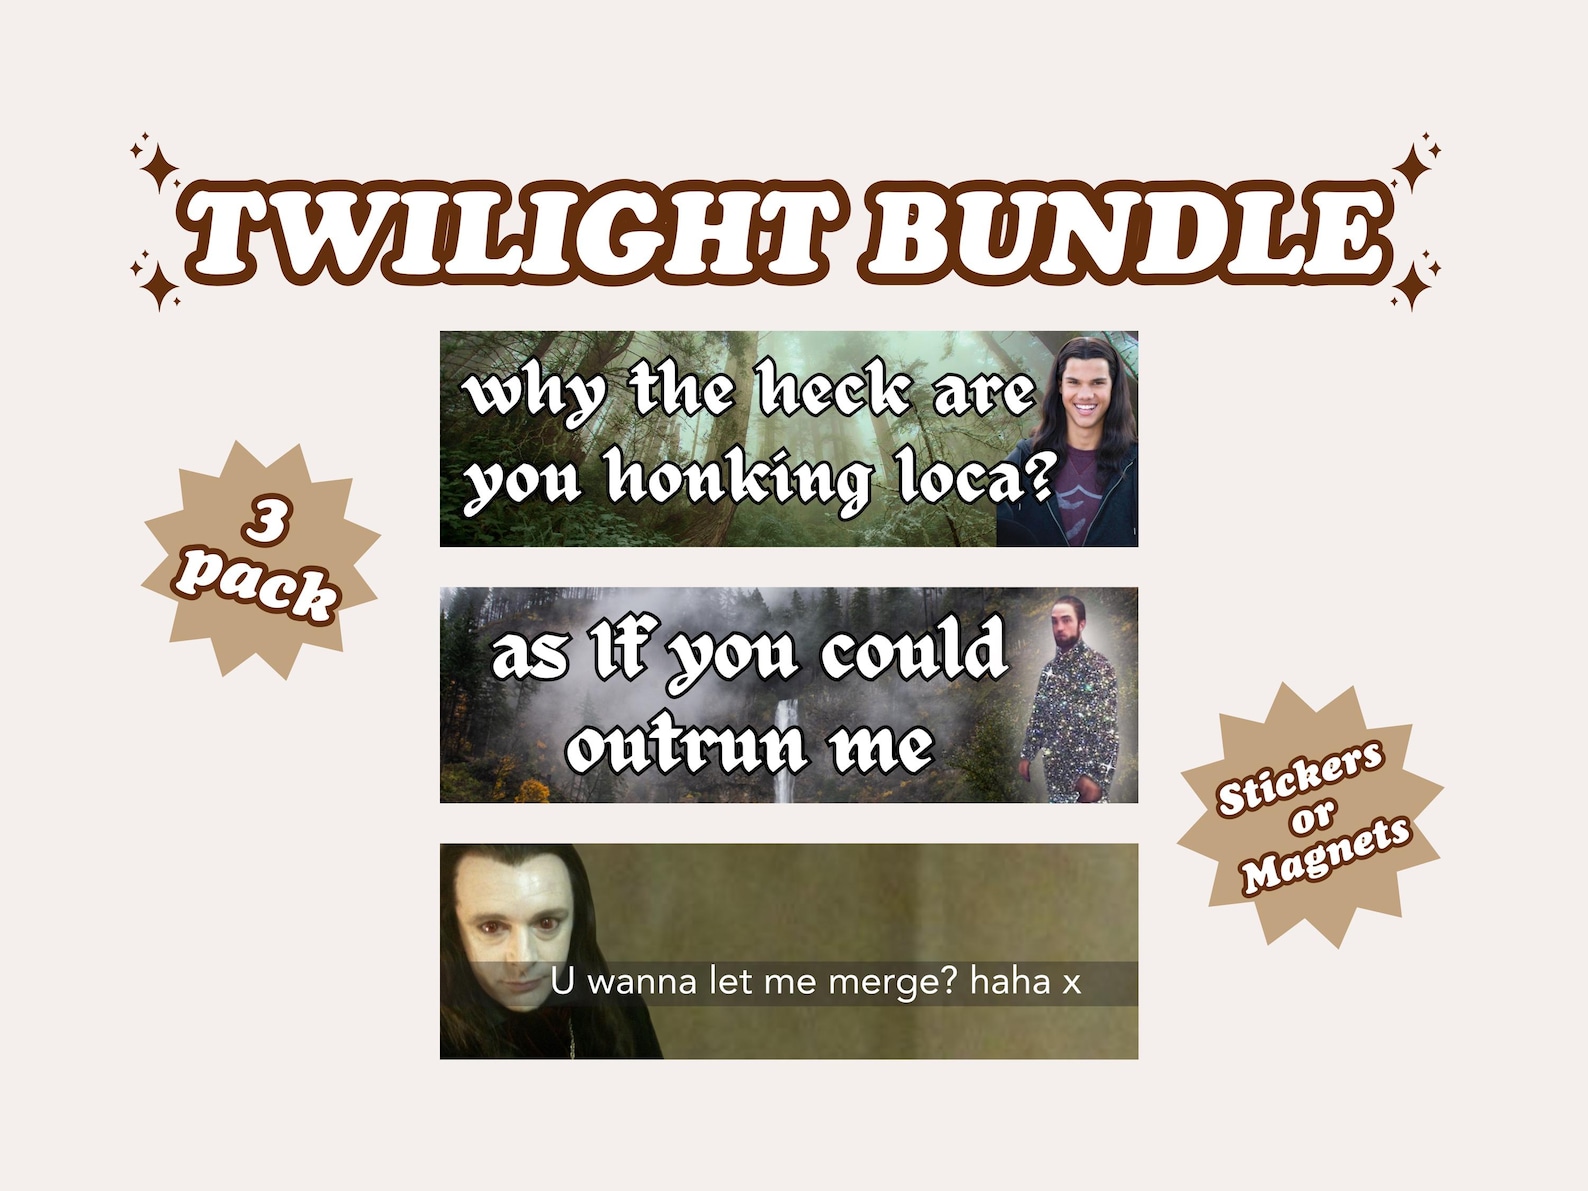 TWILIGHT BUNDLE
why the heck are
you honking loca?
3
pack
as If you could
outrun me
Stickers
or
Magnets
U wanna let me merge? haha x